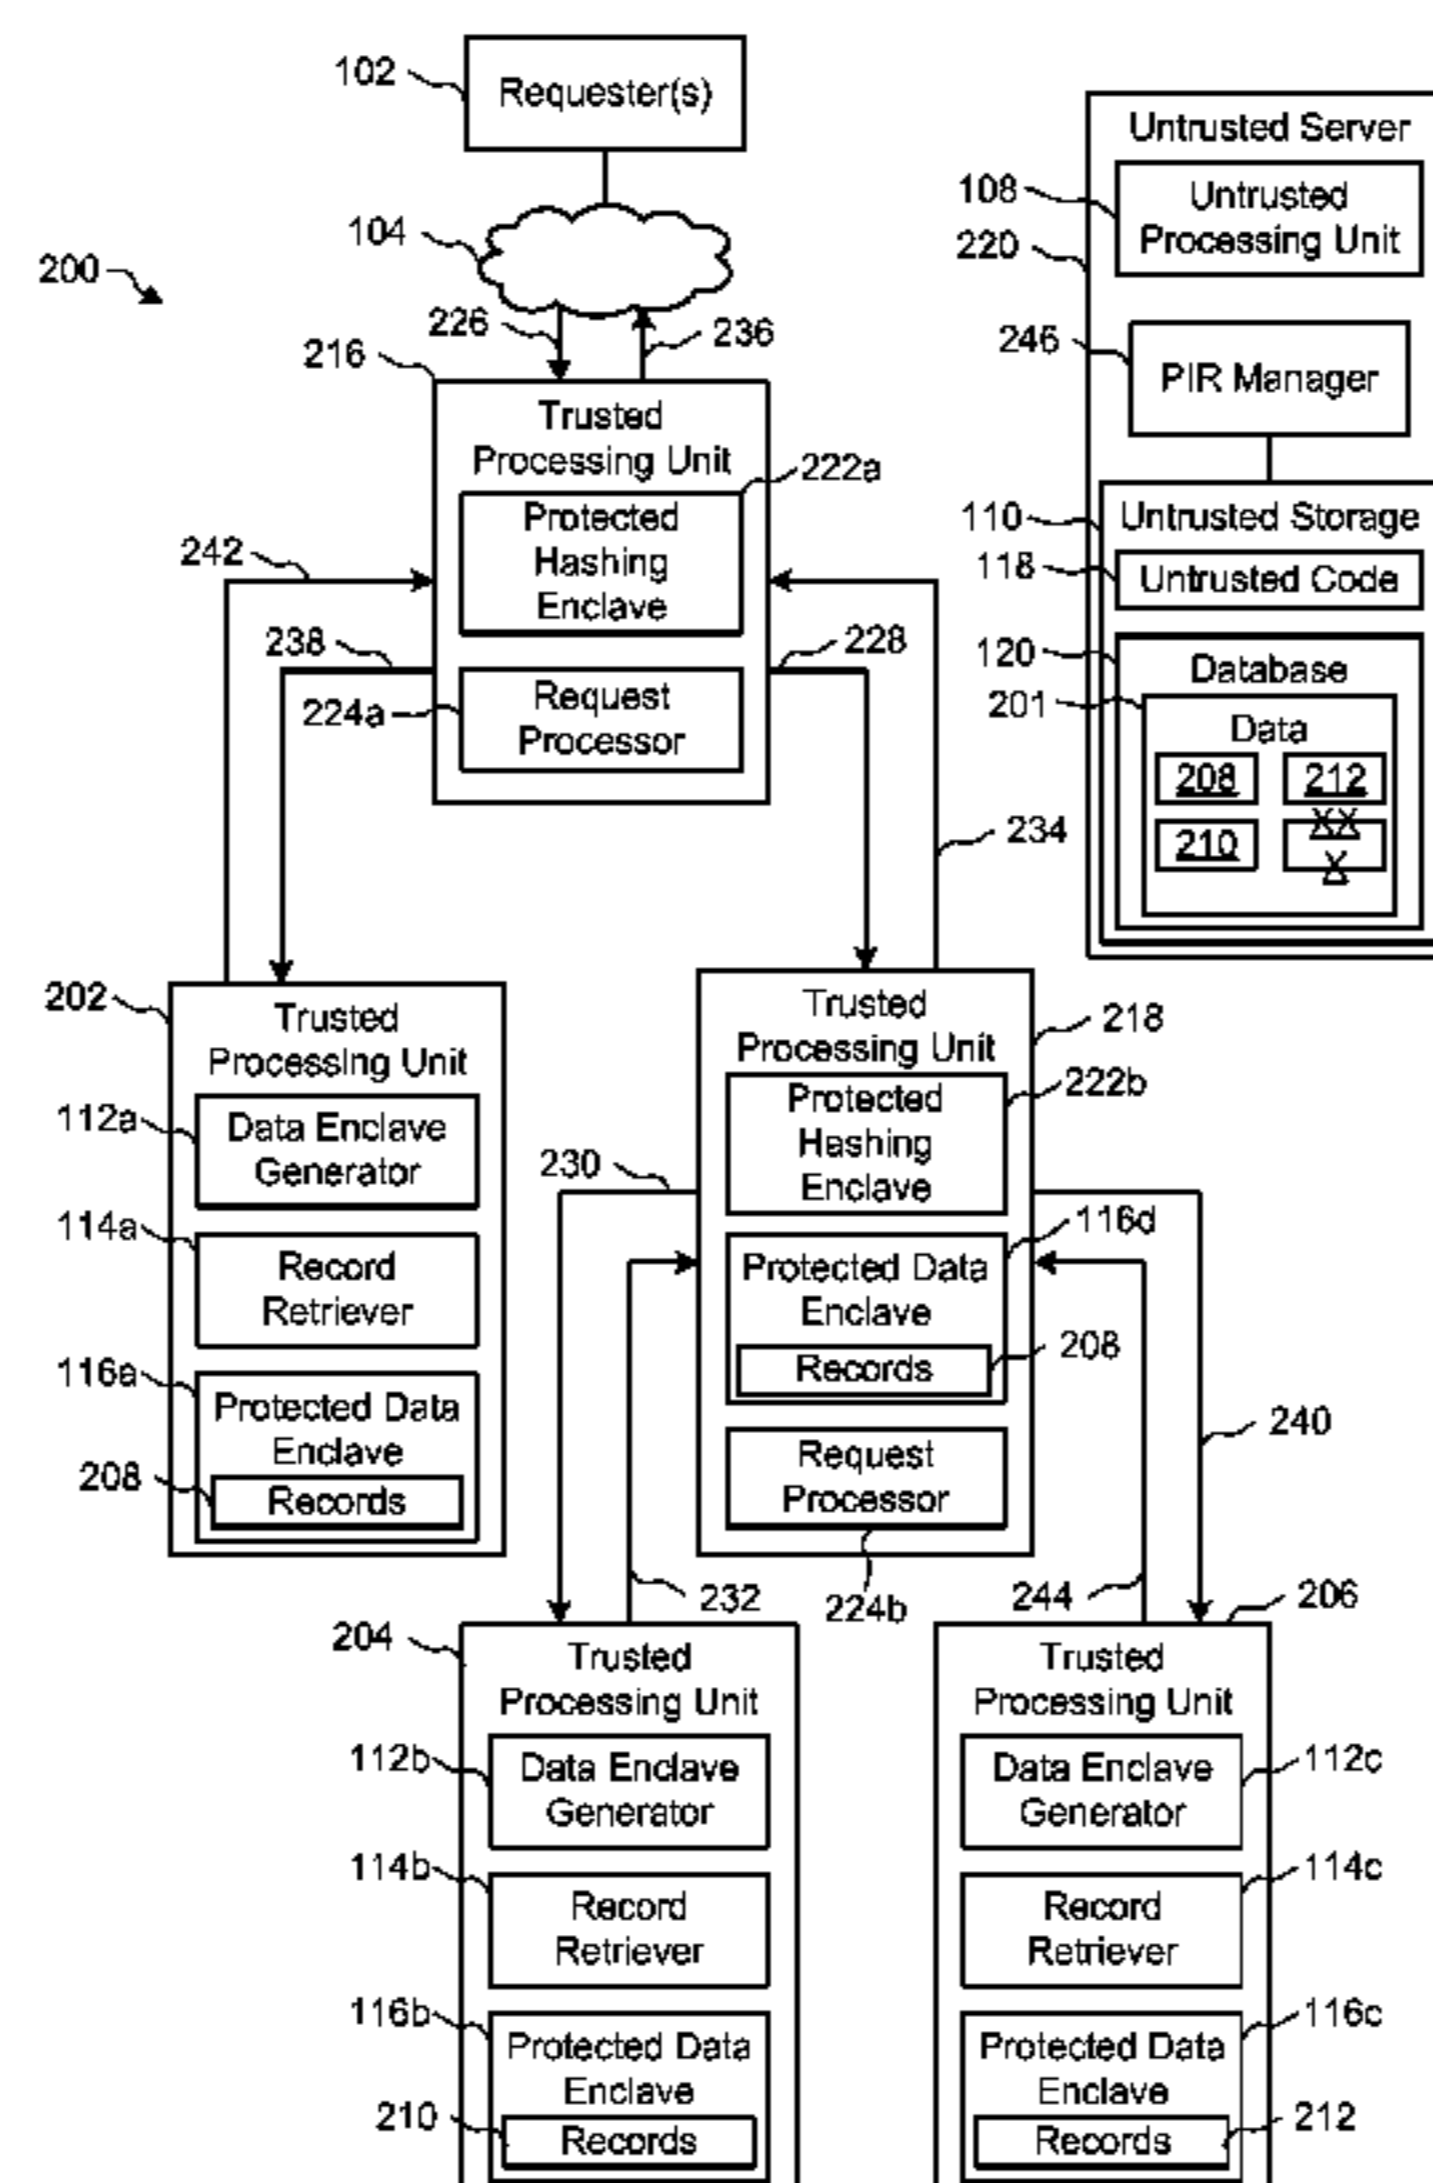 102
Requester(s)
104
200
226
236
216
Trusted
Processing Unit
222a
Protected
Hashing
Enclave
242
238
228
224a
Request
Processor
234
Untrusted Server
108
Untrusted
Processing Unit
220
246
PIR Manager
110
Untrusted Storage
118
Untrusted Code
120
Database
201
Data
208
212
210
XX
X
202
Trusted
Processing Unit
112a
Data Enclave
Generator
114a
Record
Retriever
116a
Protected Data
Enclave
208
Records
Trusted
Processing Unit
218
222b
Protected
Hashing
Enclave
230
116d
Protected Data
Enclave
208
Records
240
Request
Processor
232
224b
244
206
204
Trusted
Processing Unit
112b
Data Enclave
Generator
114b
Record
Retriever
116b
Protected Data
Enclave
210
Records
Trusted
Processing Unit
112c
Data Enclave
Generator
114c
Record
Retriever
116c
Protected Data
Enclave
212
Records